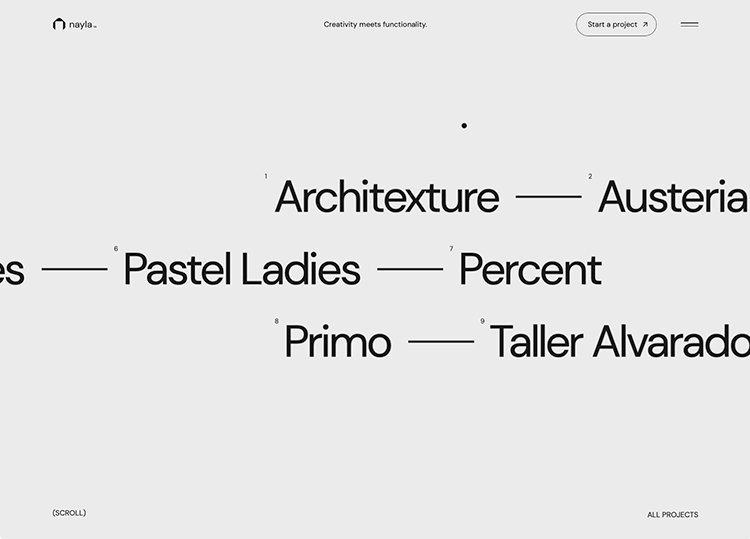 nayla
Creativity meets functionality.
Start a project
1 Architexture 2 Austeria
es 6 Pastel Ladies 7 Percent
8 Primo 9 Taller Alvarado
(SCROLL)
ALL PROJECTS